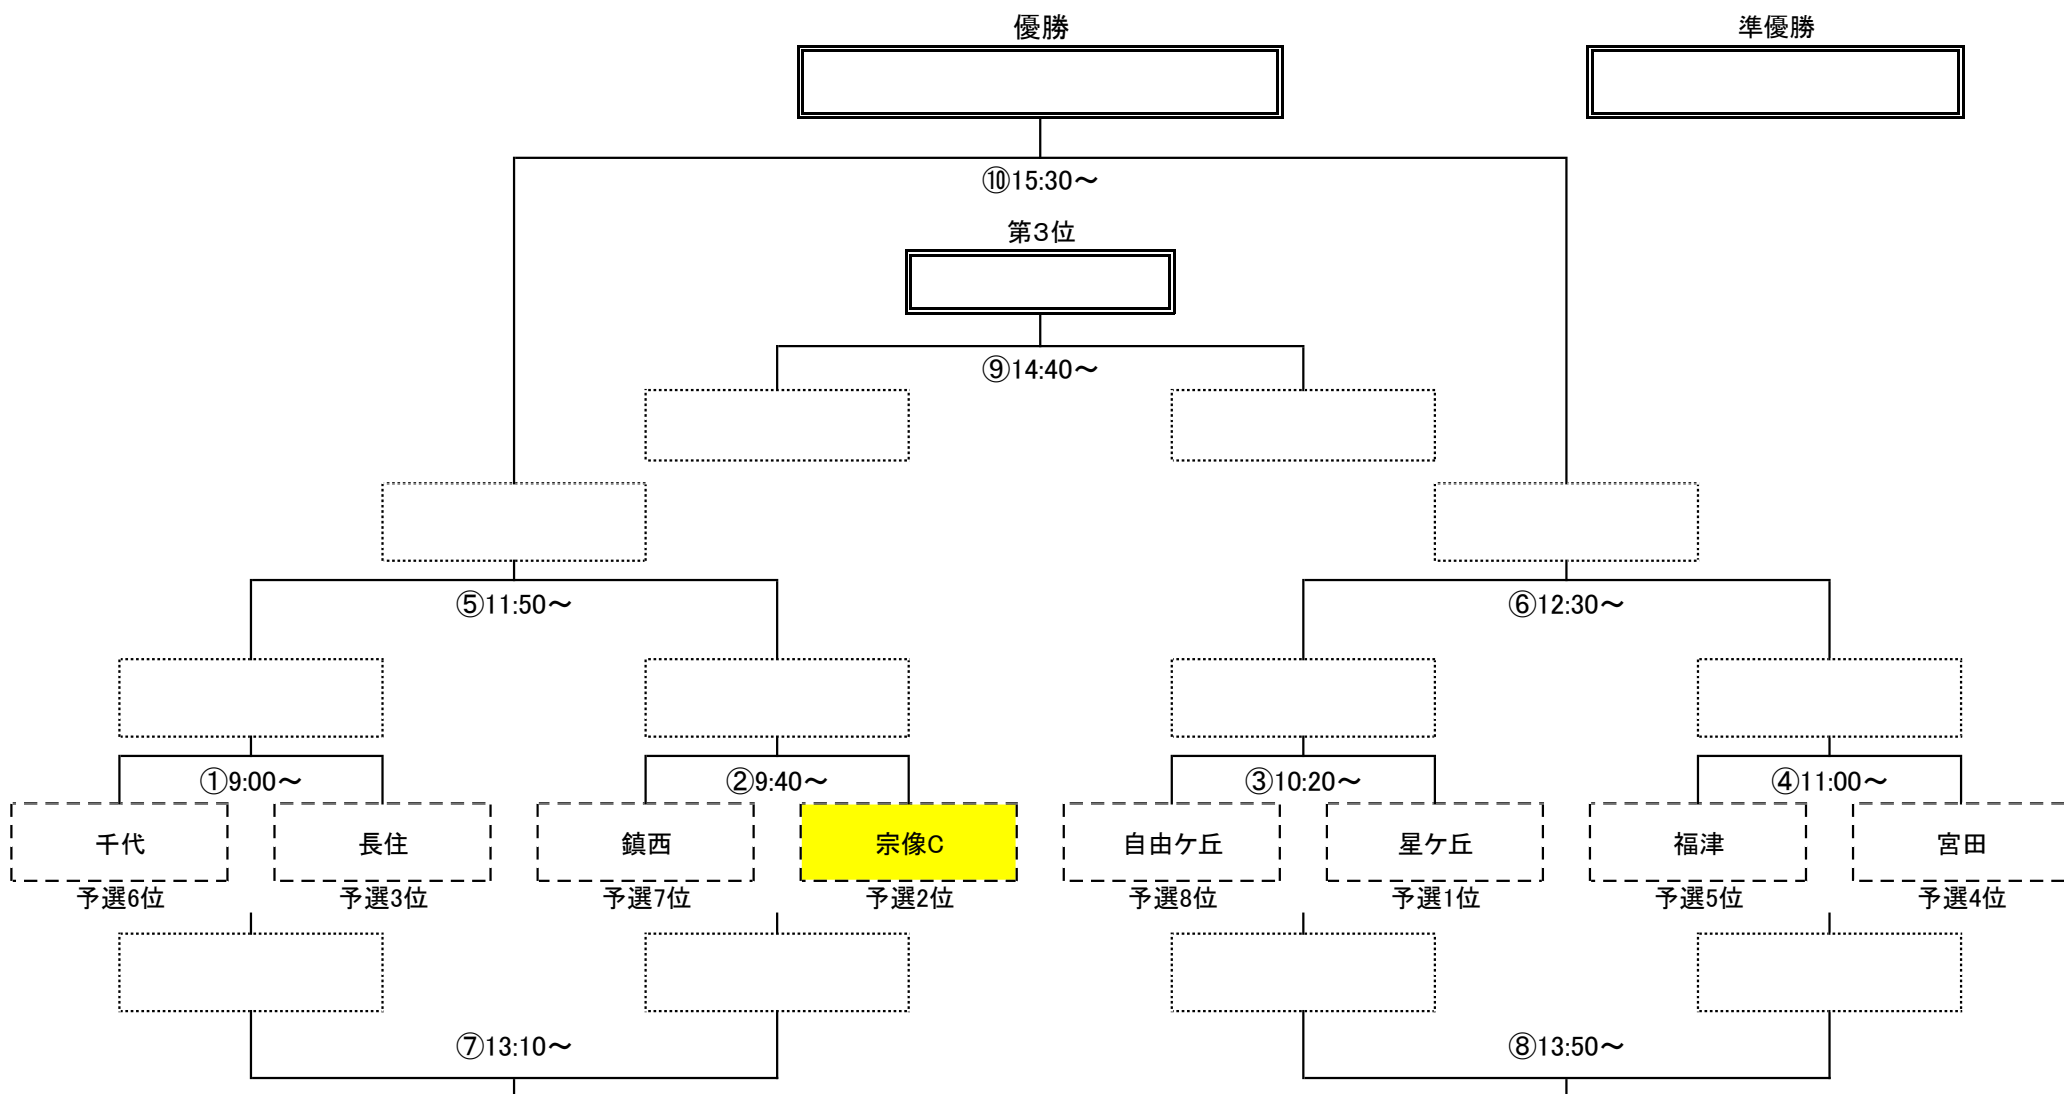 優勝
準優勝
⑩15:30～
第3位
⑨14:40～
⑤11:50～
⑥12:30～
①9:00～
②9:40～
③10:20～
④11:00～
千代
長住
鎮西
宗像C
自由ケ丘
星ケ丘
福津
宮田
予選6位
予選3位
予選7位
予選2位
予選8位
予選1位
予選5位
予選4位
⑦13:10～
⑧13:50～